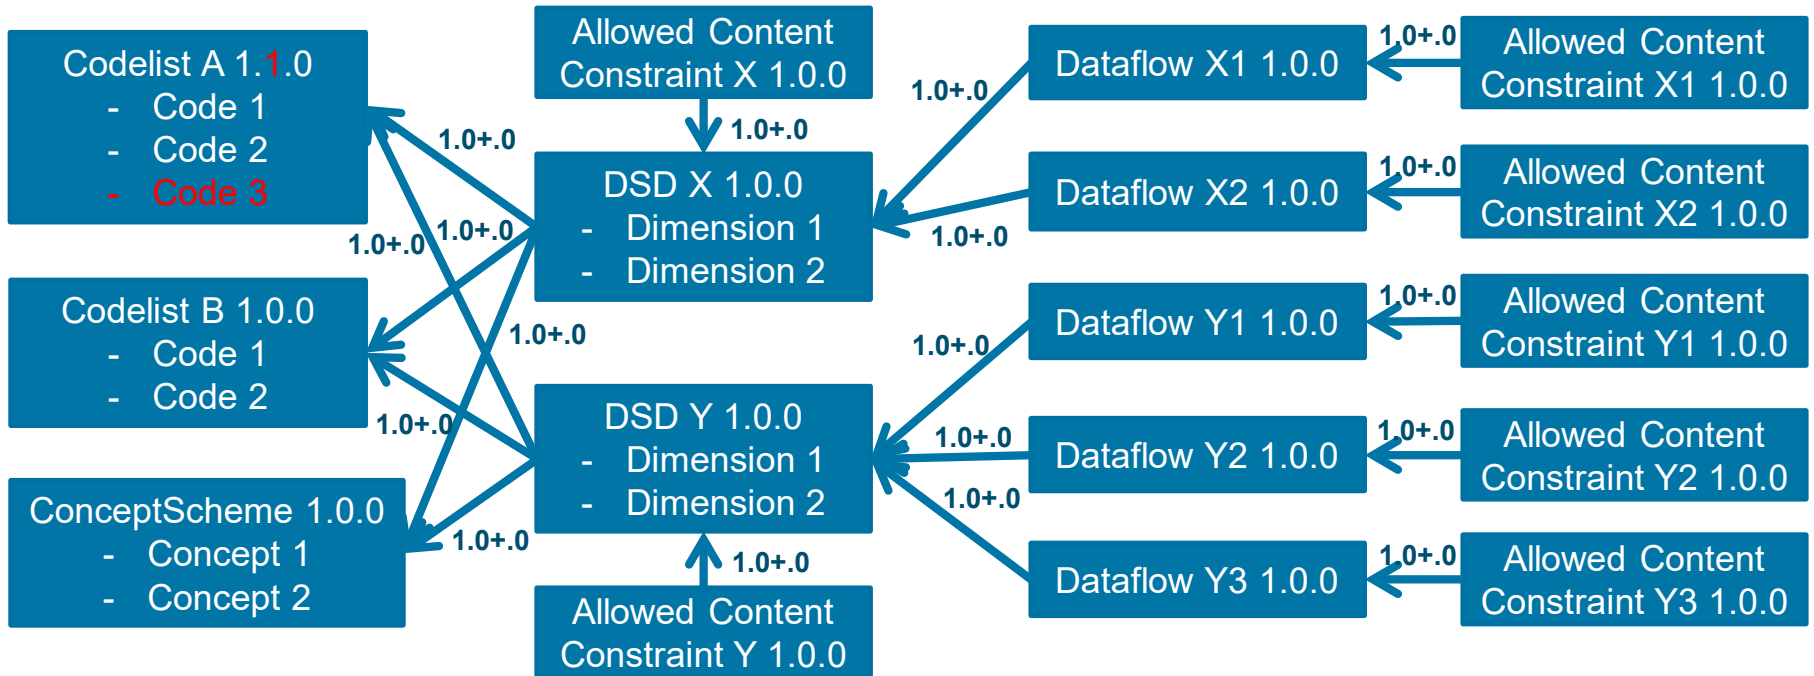 Codelist A 1.1.0
- Code 1
- Code 2
- Code 3
Codelist B 1.0.0
- Code 1
- Code 2
ConceptScheme 1.0.0
- Concept 1
- Concept 2
1.0+.0
1.0+.0
1.0+.0
1.0+.0
1.0+.0
1.0+.0
Allowed Content
Constraint X 1.0.0
1.0+.0
DSD X 1.0.0
- Dimension 1
- Dimension 2
DSD Y 1.0.0
- Dimension 1
- Dimension 2
1.0+.0
Allowed Content
Constraint Y 1.0.0
1.0+.0
1.0+.0
1.0+.0
1.0+.0
1.0+.0
Dataflow X1 1.0.0
Dataflow X2 1.0.0
Dataflow Y1 1.0.0
Dataflow Y2 1.0.0
Dataflow Y3 1.0.0
1.0+.0
1.0+.0
1.0+.0
1.0+.0
1.0+.0
Allowed Content
Constraint X1 1.0.0
Allowed Content
Constraint X2 1.0.0
Allowed Content
Constraint Y1 1.0.0
Allowed Content
Constraint Y2 1.0.0
Allowed Content
Constraint Y3 1.0.0